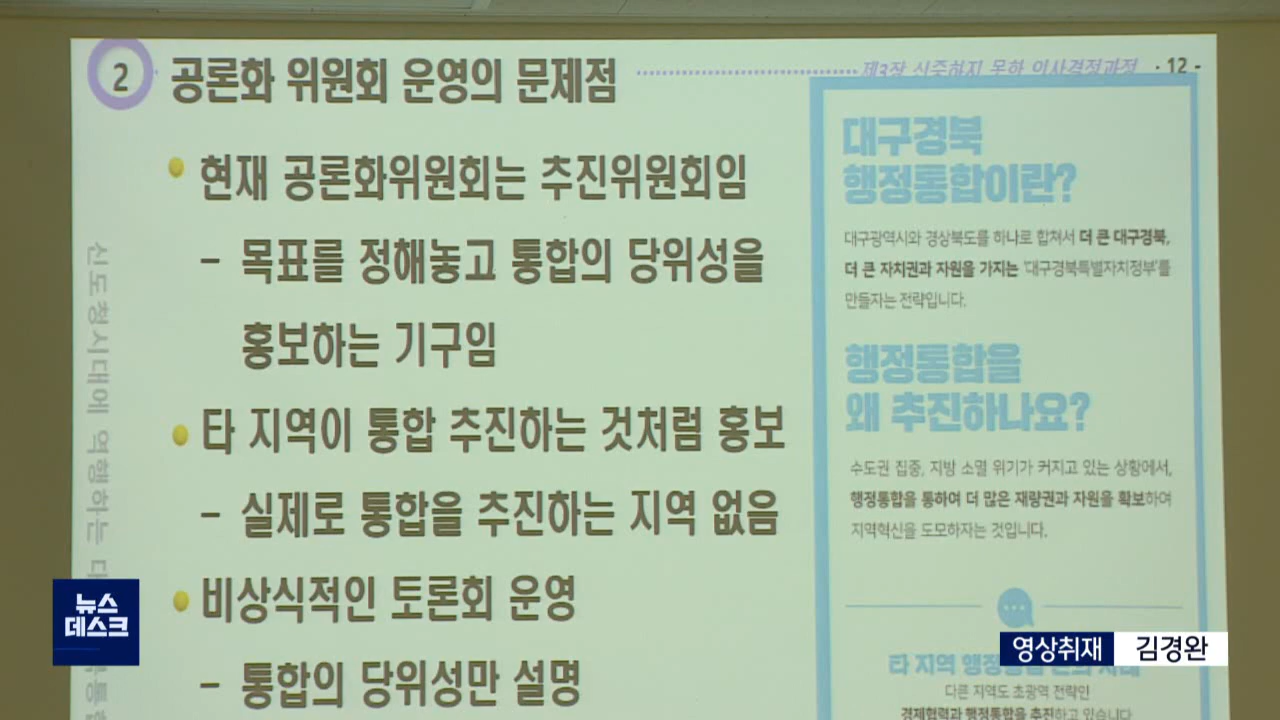 2 공론화 위원회 운영의 문제점
제3장 신중하지 못한 의사결정과정 · 12 -
현재 공론화위원회는 추진위원회임
- 목표를 정해놓고 통합의 당위성을
홍보하는 기구임
타 지역이 통합 추진하는 것처럼 홍보
- 실제로 통합을 추진하는 지역 없음
비상식적인 토론회 운영
- 통합의 당위성만 설명
대구경북
행정통합이란?
대구광역시와 경상북도를 하나로 합쳐서 더 큰 대구경북,
더 큰 자치권과 자원을 가지는 '대구경북특별자치정부'를
만들자는 전략입니다.
행정통합을
왜 추진하나요?
수도권 집중, 지방 소멸 위기가 커지고 있는 상황에서,
행정통합을 통하여 더 많은 재량권과 자원을 확보하여
지역혁신을 도모하자는 것입니다.
타 지역
다른 지역도 초광역 전략인
경제협력과 행정통합을 추진하고 있습니다
신도청시대에 역행하는
뉴스
데스크
영상취재 김경완